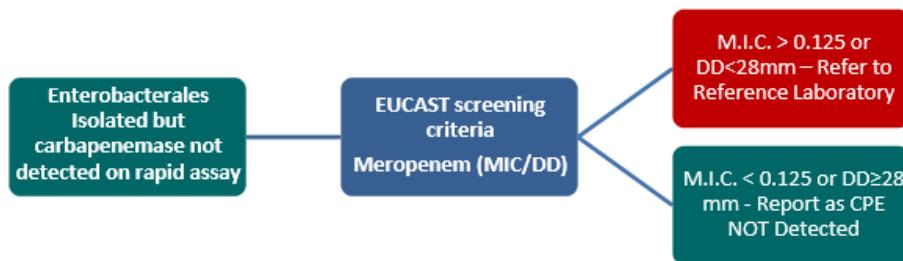 Enterobacterales
Isolated but
carbapenemase not
detected on rapid assay
EUCAST screening
criteria
Meropenem (MIC/DD)
M.I.C. > 0.125 or
DD<28mm – Refer to
Reference Laboratory
M.I.C. < 0.125 or DD≥28
mm - Report as CPE
NOT Detected